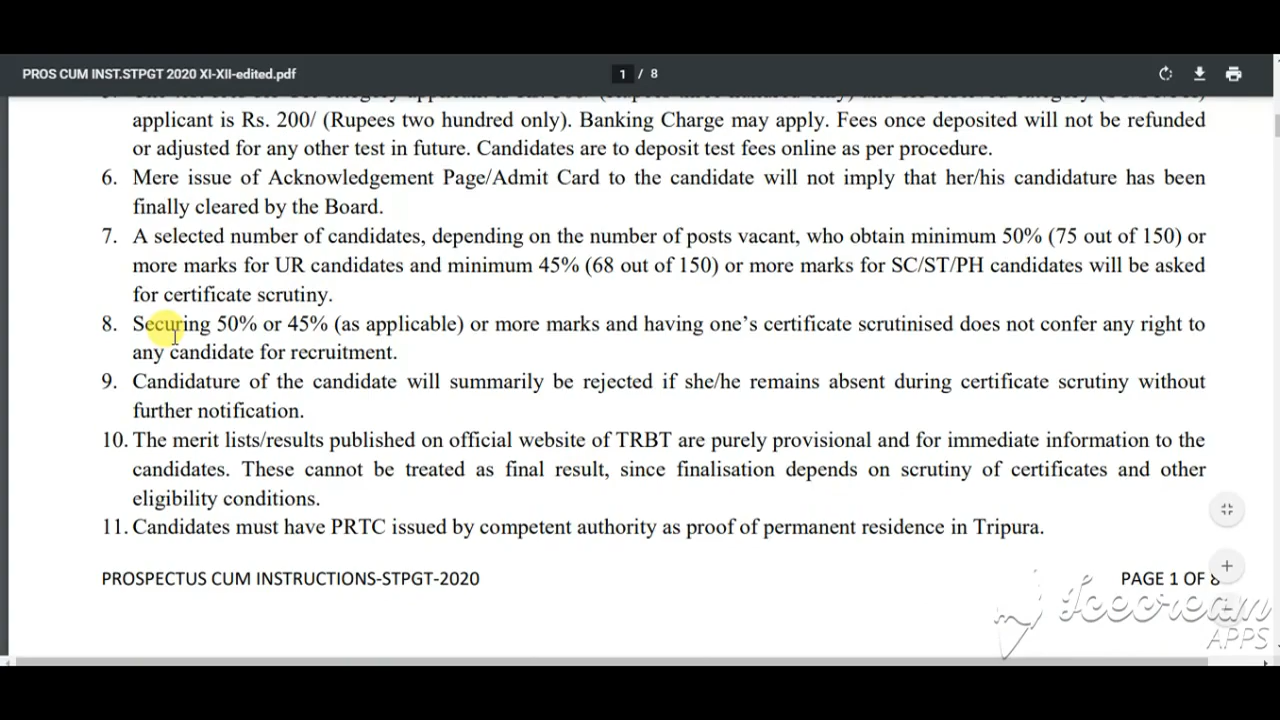 PROS CUM INST.STPGT 2020 XI-XII-edited.pdf
1 / 8
applicant is Rs. 200/ (Rupees two hundred only). Banking Charge may apply. Fees once deposited will not be refunded
or adjusted for any other test in future. Candidates are to deposit test fees online as per procedure.
6. Mere issue of Acknowledgement Page/Admit Card to the candidate will not imply that her/his candidature has been
finally cleared by the Board.
7. A selected number of candidates, depending on the number of posts vacant, who obtain minimum 50% (75 out of 150) or
more marks for UR candidates and minimum 45% (68 out of 150) or more marks for SC/ST/PH candidates will be asked
for certificate scrutiny.
8. Securing 50% or 45% (as applicable) or more marks and having one's certificate scrutinised does not confer any right to
any candidate for recruitment.
9. Candidature of the candidate will summarily be rejected if she/he remains absent during certificate scrutiny without
further notification.
10. The merit lists/results published on official website of TRBT are purely provisional and for immediate information to the
candidates. These cannot be treated as final result, since finalisation depends on scrutiny of certificates and other
eligibility conditions.
11. Candidates must have PRTC issued by competent authority as proof of permanent residence in Tripura.
PROSPECTUS CUM INSTRUCTIONS-STPGT-2020
PAGE 1 OF 8
Icecream
APPS